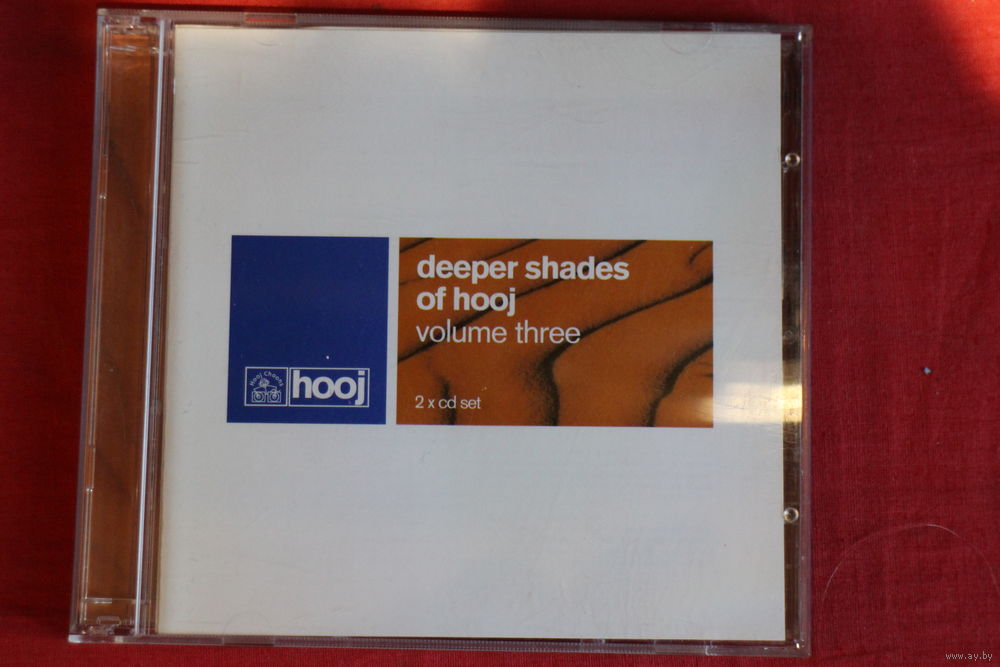 deeper shades
of hooj
volume three
2 x cd set
Hooj Choons
hooj
www.ay.by